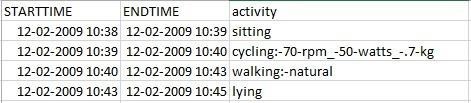 STARTTIME ENDTIME activity
12-02-2009 10:38 12-02-2009 10:39 sitting
12-02-2009 10:39 12-02-2009 10:40 cycling:-70-rpm_-50-watts_-.7-kg
12-02-2009 10:40 12-02-2009 10:43 walking:-natural
12-02-2009 10:43 12-02-2009 10:45 lying